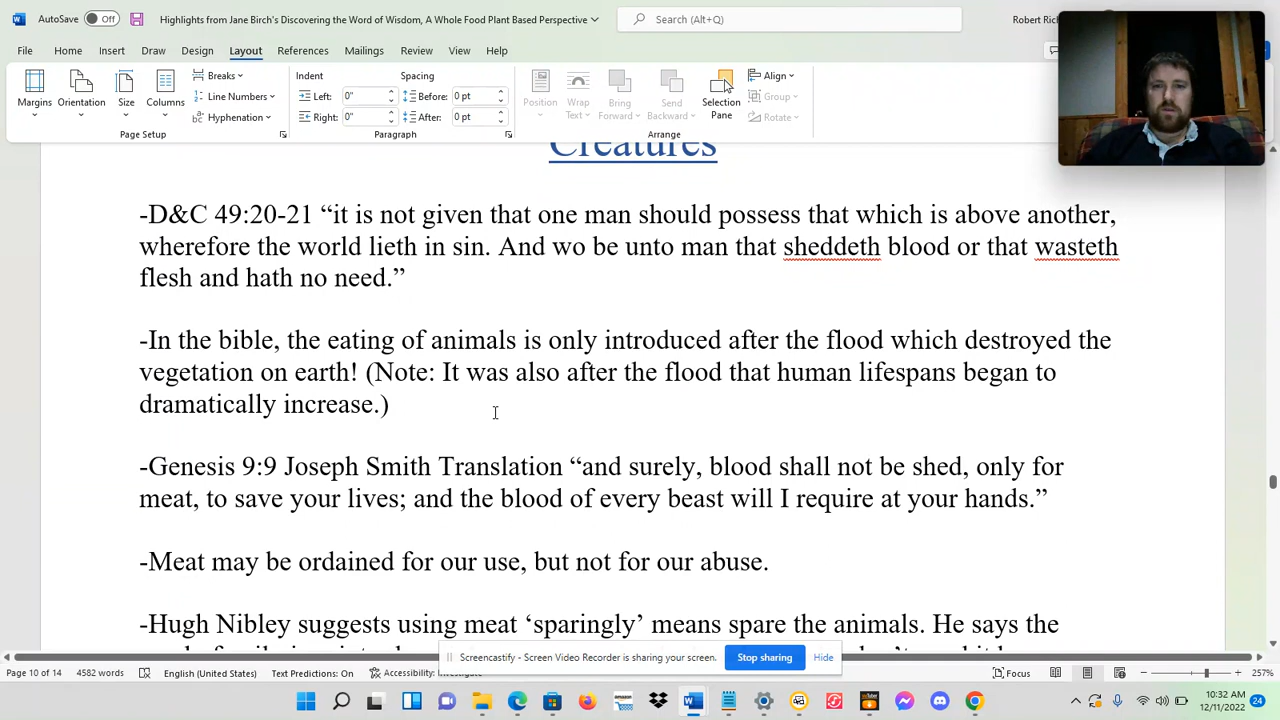 AutoSave Off Highlights from Jane Birch's Discovering the Word of Wisdom, A Whole Food Plant Based Perspective Search (Alt+Q) Robert Ric
File Home Insert Draw Design Layout References Mailings Review View Help
Margins Orientation Size Columns Breaks Line Numbers Hyphenation Page Setup
Indent Spacing
Left: 0" Before: 0 pt
Right: 0" After: 0 pt
Paragraph
Position Wrap Text Bring Forward Send Backward Selection Pane Align Group Rotate
Arrange
Creatures
-D&C 49:20-21 “it is not given that one man should possess that which is above another,
wherefore the world lieth in sin. And wo be unto man that sheddeth blood or that wasteth
flesh and hath no need.”
-In the bible, the eating of animals is only introduced after the flood which destroyed the
vegetation on earth! (Note: It was also after the flood that human lifespans began to
dramatically increase.)
-Genesis 9:9 Joseph Smith Translation “and surely, blood shall not be shed, only for
meat, to save your lives; and the blood of every beast will I require at your hands.”
-Meat may be ordained for our use, but not for our abuse.
-Hugh Nibley suggests using meat ‘sparingly’ means spare the animals. He says the
Screencastify - Screen Video Recorder is sharing your screen. Stop sharing Hide
Page 10 of 14 4582 words English (United States) Text Predictions: On Accessibility: Focus 257%
10:32 AM
12/11/2022 24